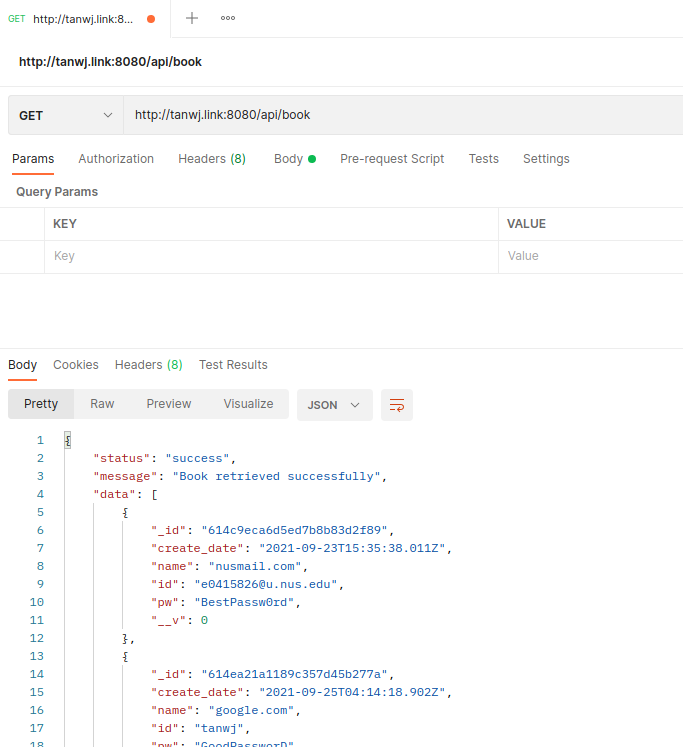 GET http://tanwj.link:8...
http://tanwj.link:8080/api/book
GET http://tanwj.link:8080/api/book
Params Authorization Headers (8) Body Pre-request Script Tests Settings
Query Params
KEY VALUE
Key Value
Body Cookies Headers (8) Test Results
Pretty Raw Preview Visualize JSON
1 {
2 "status": "success",
3 "message": "Book retrieved successfully",
4 "data": [
5 {
6 "_id": "614c9eca6d5ed7b8b83d2f89",
7 "create_date": "2021-09-23T15:35:38.011Z",
8 "name": "nusmail.com",
9 "id": "e0415826@u.nus.edu",
10 "pw": "BestPassw0rd",
11 "__v": 0
12 },
13 {
14 "_id": "614ea21a1189c357d45b277a",
15 "create_date": "2021-09-25T04:14:18.902Z",
16 "name": "google.com",
17 "id": "tanwj",
18 "pw": "GoodPassworD"